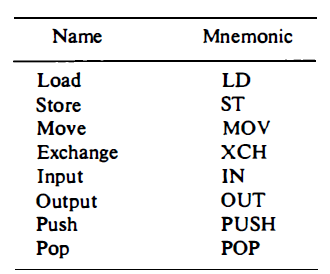 Name Mnemonic
Load LD
Store ST
Move MOV
Exchange XCH
Input IN
Output OUT
Push PUSH
Pop POP